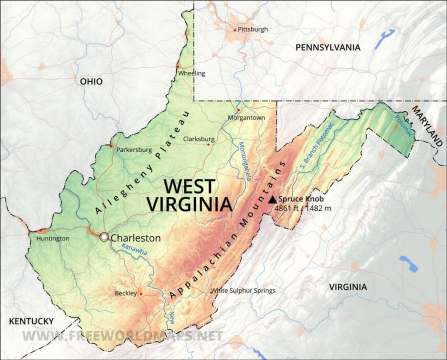 Pittsburgh
PENNSYLVANIA
OHIO
Wheeling
MARYLAND
Morgantown
Potomac
Allegheny Plateau
Clarksburg
Parkersburg
Monongahela
S. Branch Potomac
WEST
VIRGINIA
Spruce Knob
4861 ft / 1482 m
Appalachian Mountains
Huntington
Charleston
Kanawha
VIRGINIA
Beckley
White Sulphur Springs
New
KENTUCKY
WWW.FREEWORLDMAPS.NET